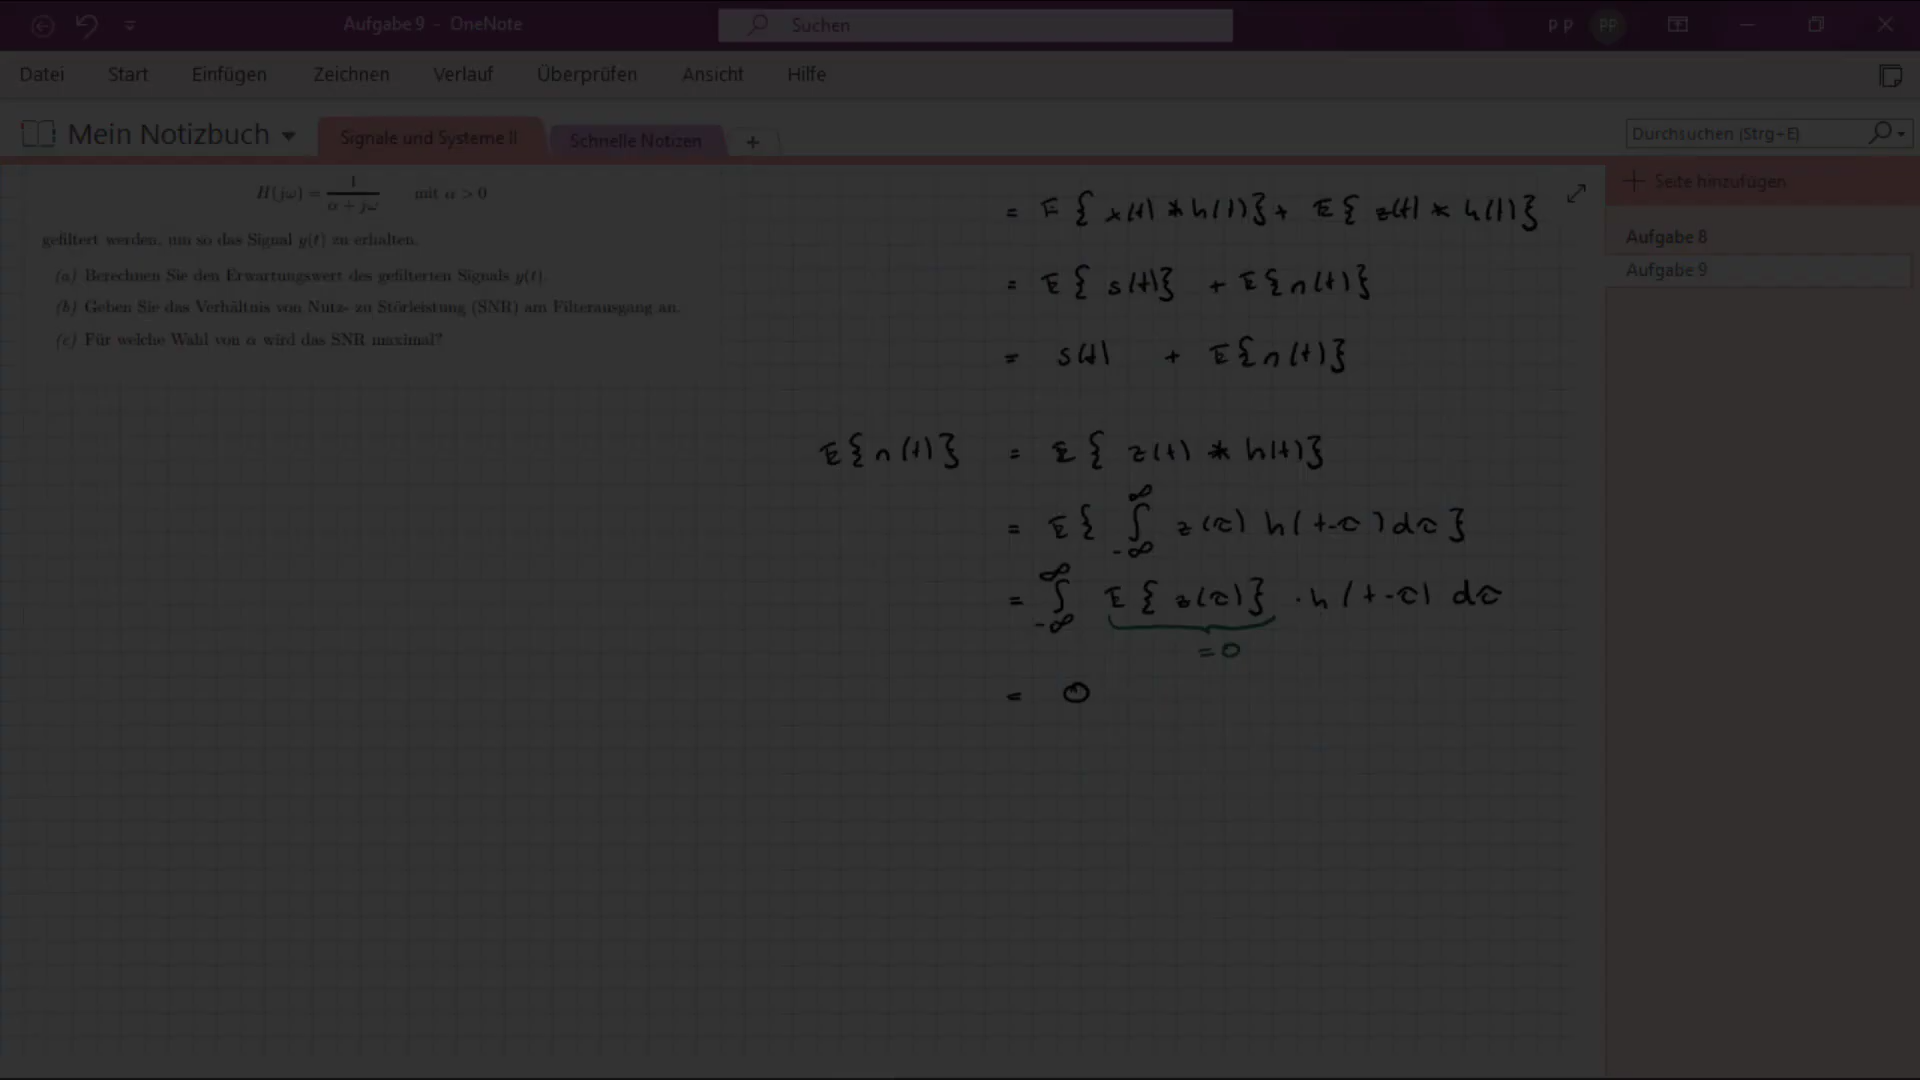 Aufgabe 9 - OneNote
Suchen
P P
PP
Datei Start Einfügen Zeichnen Verlauf Überprüfen Ansicht Hilfe
Mein Notizbuch
Signale und Systeme II
Schnelle Notizen
+
Durchsuchen (Strg+E)
Seite hinzufügen
Aufgabe 8
Aufgabe 9
H(jω) = 1 / (α + jω) mit α > 0
gefiltert werden, um so das Signal y(t) zu erhalten.
(a) Berechnen Sie den Erwartungswert des gefilterten Signals y(t).
(b) Geben Sie das Verhältnis von Nutz- zu Störleistung (SNR) am Filterausgang an.
(c) Für welche Wahl von α wird das SNR maximal?
= E { x(t) * h(t) } + E { z(t) * h(t) }
= E { s(t) } + E { n(t) }
= s(t) + E { n(t) }
E { n(t) } = E { z(t) * h(t) }
= E { ∫_{-∞}^{∞} z(τ) h(t-τ) dτ }
= ∫_{-∞}^{∞} E { z(τ) } · h(t-τ) dτ
= 0
= 0